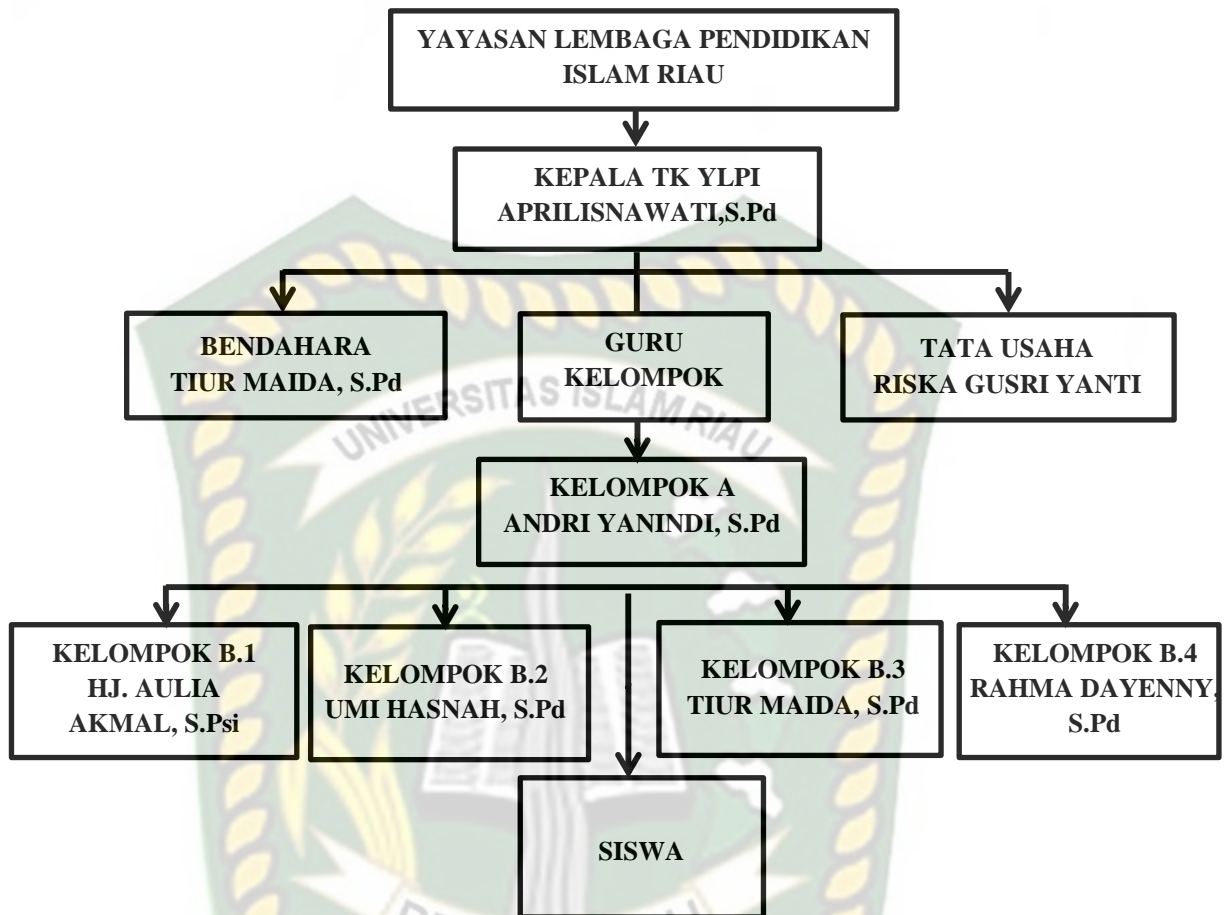 YAYASAN LEMBAGA PENDIDIKAN
ISLAM RIAU
KEPALA TK YLPI
APRILISNAWATI,S.Pd
BENDAHARA
TIUR MAIDA, S.Pd
GURU
KELOMPOK
TATA USAHA
RISKA GUSRI YANTI
UNIVERSITAS ISLAM RIAU
KELOMPOK A
ANDRI YANINDI, S.Pd
KELOMPOK B.1
HJ. AULIA
AKMAL, S.Psi
KELOMPOK B.2
UMI HASNAH, S.Pd
KELOMPOK B.3
TIUR MAIDA, S.Pd
KELOMPOK B.4
RAHMA DAYENNY,
S.Pd
SISWA